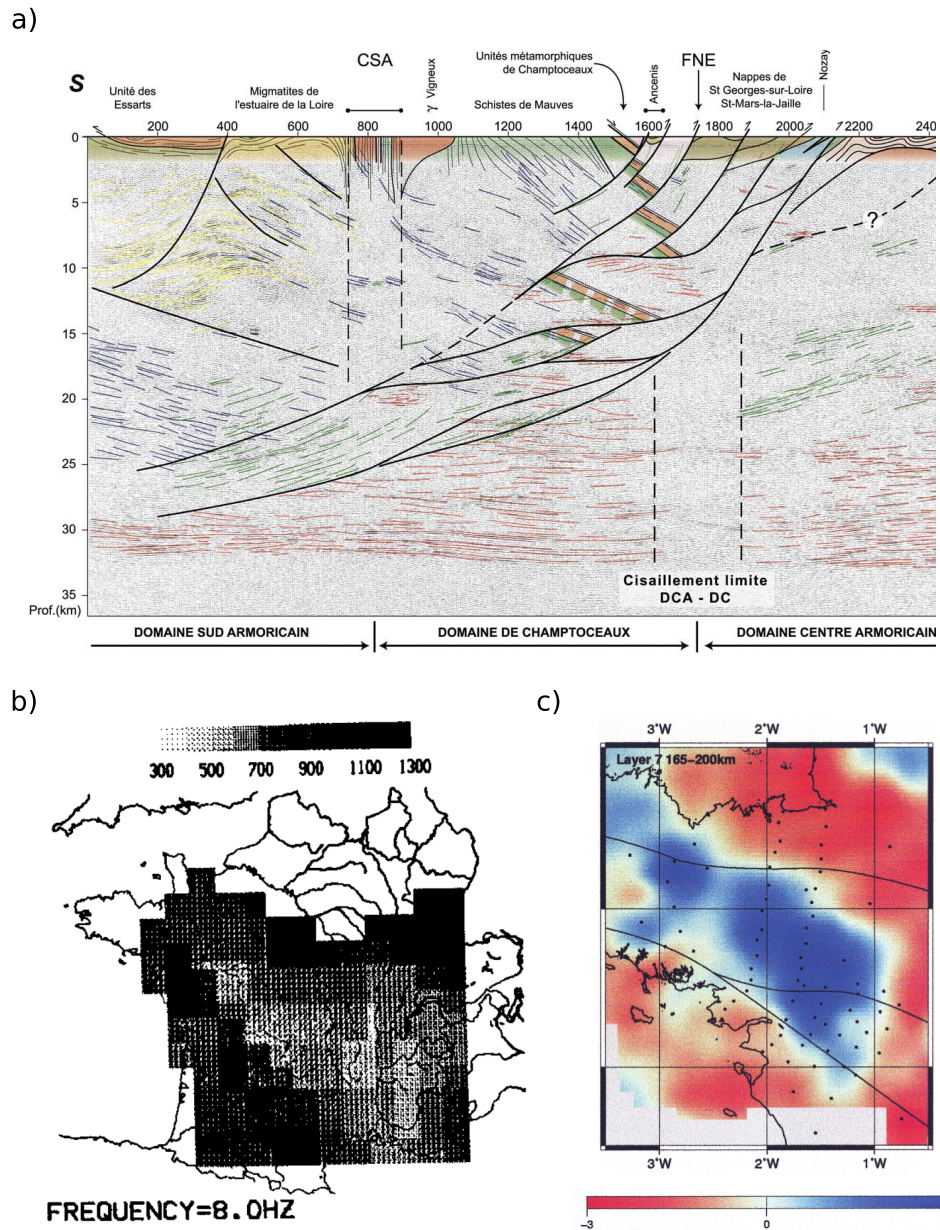 a)
S
CSA
FNE
Unité des
Essarts
Migmatites de
l'estuaire de la Loire
γ Vigneux
Schistes de Mauves
Unités métamorphiques
de Champtoceaux
Ancenis
Nappes de
St Georges-sur-Loire
St-Mars-la-Jaille
Nozay
0 200 400 600 800 1000 1200 1400 1600 1800 2000 2200 2400
5
?
10
15
20
25
30
35
Prof.(km)
Cisaillement limite
DCA - DC
DOMAINE SUD ARMORICAIN
DOMAINE DE CHAMPTOCEAUX
DOMAINE CENTRE ARMORICAIN
b)
300 500 700 900 1100 1300
FREQUENCY=8.0HZ
c)
3°W 2°W 1°W
Layer 7 165-200km
3°W 2°W 1°W
-3 0